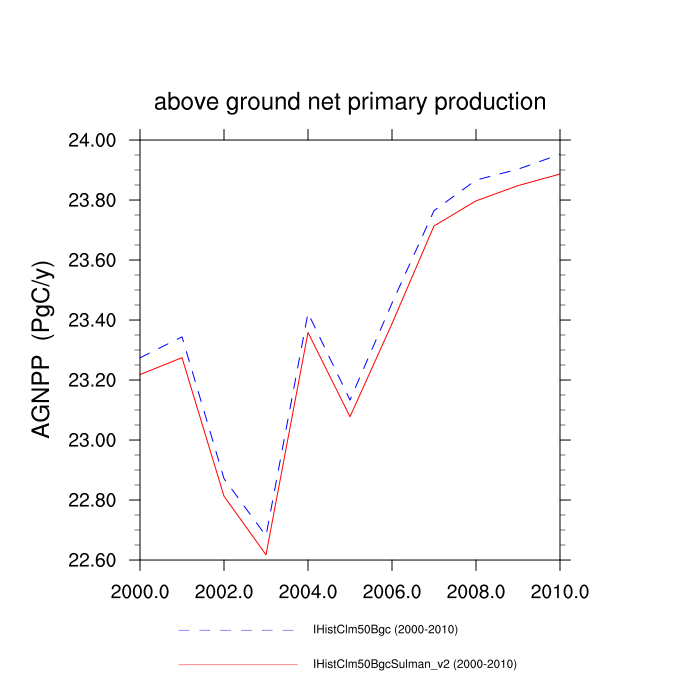 above ground net primary production
AGNPP (PgC/y)
24.00
23.80
23.60
23.40
23.20
23.00
22.80
22.60
2000.0 2002.0 2004.0 2006.0 2008.0 2010.0
IHistClm50Bgc (2000-2010)
IHistClm50BgcSulman_v2 (2000-2010)